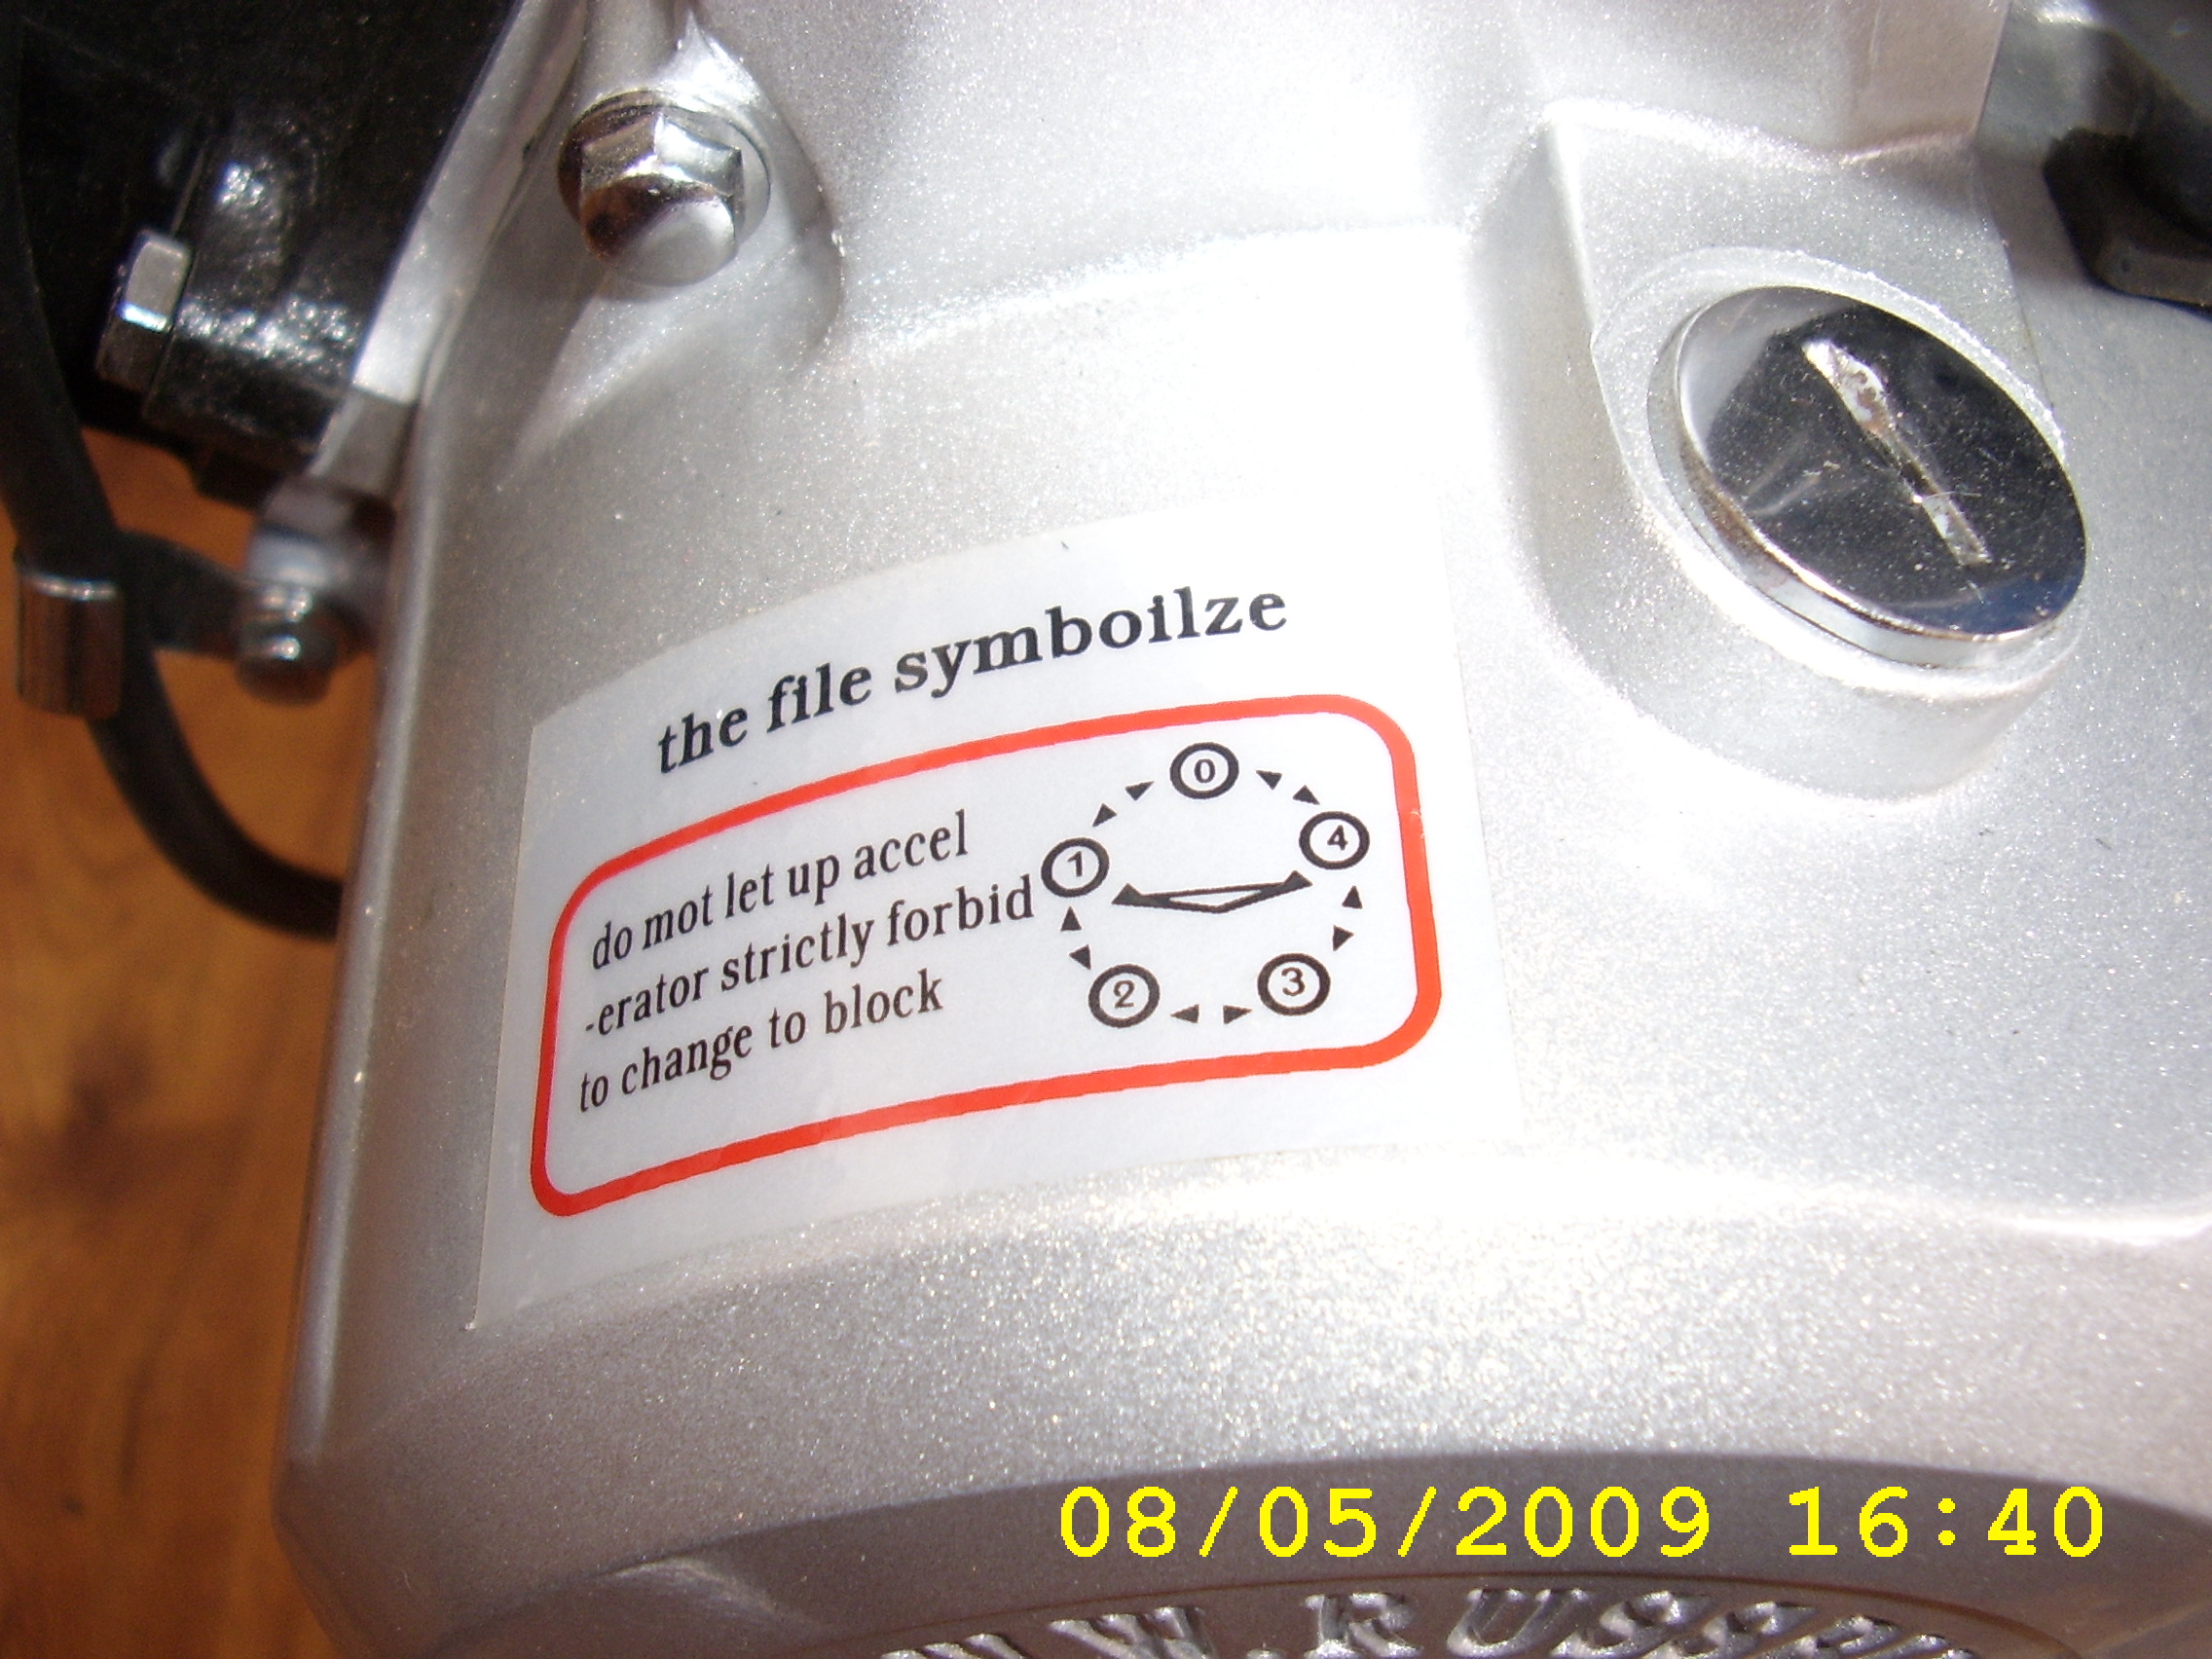 the file symboilze
do mot let up accel
-erator strictly forbid
to change to block
0
1
4
2
3
08/05/2009 16:40